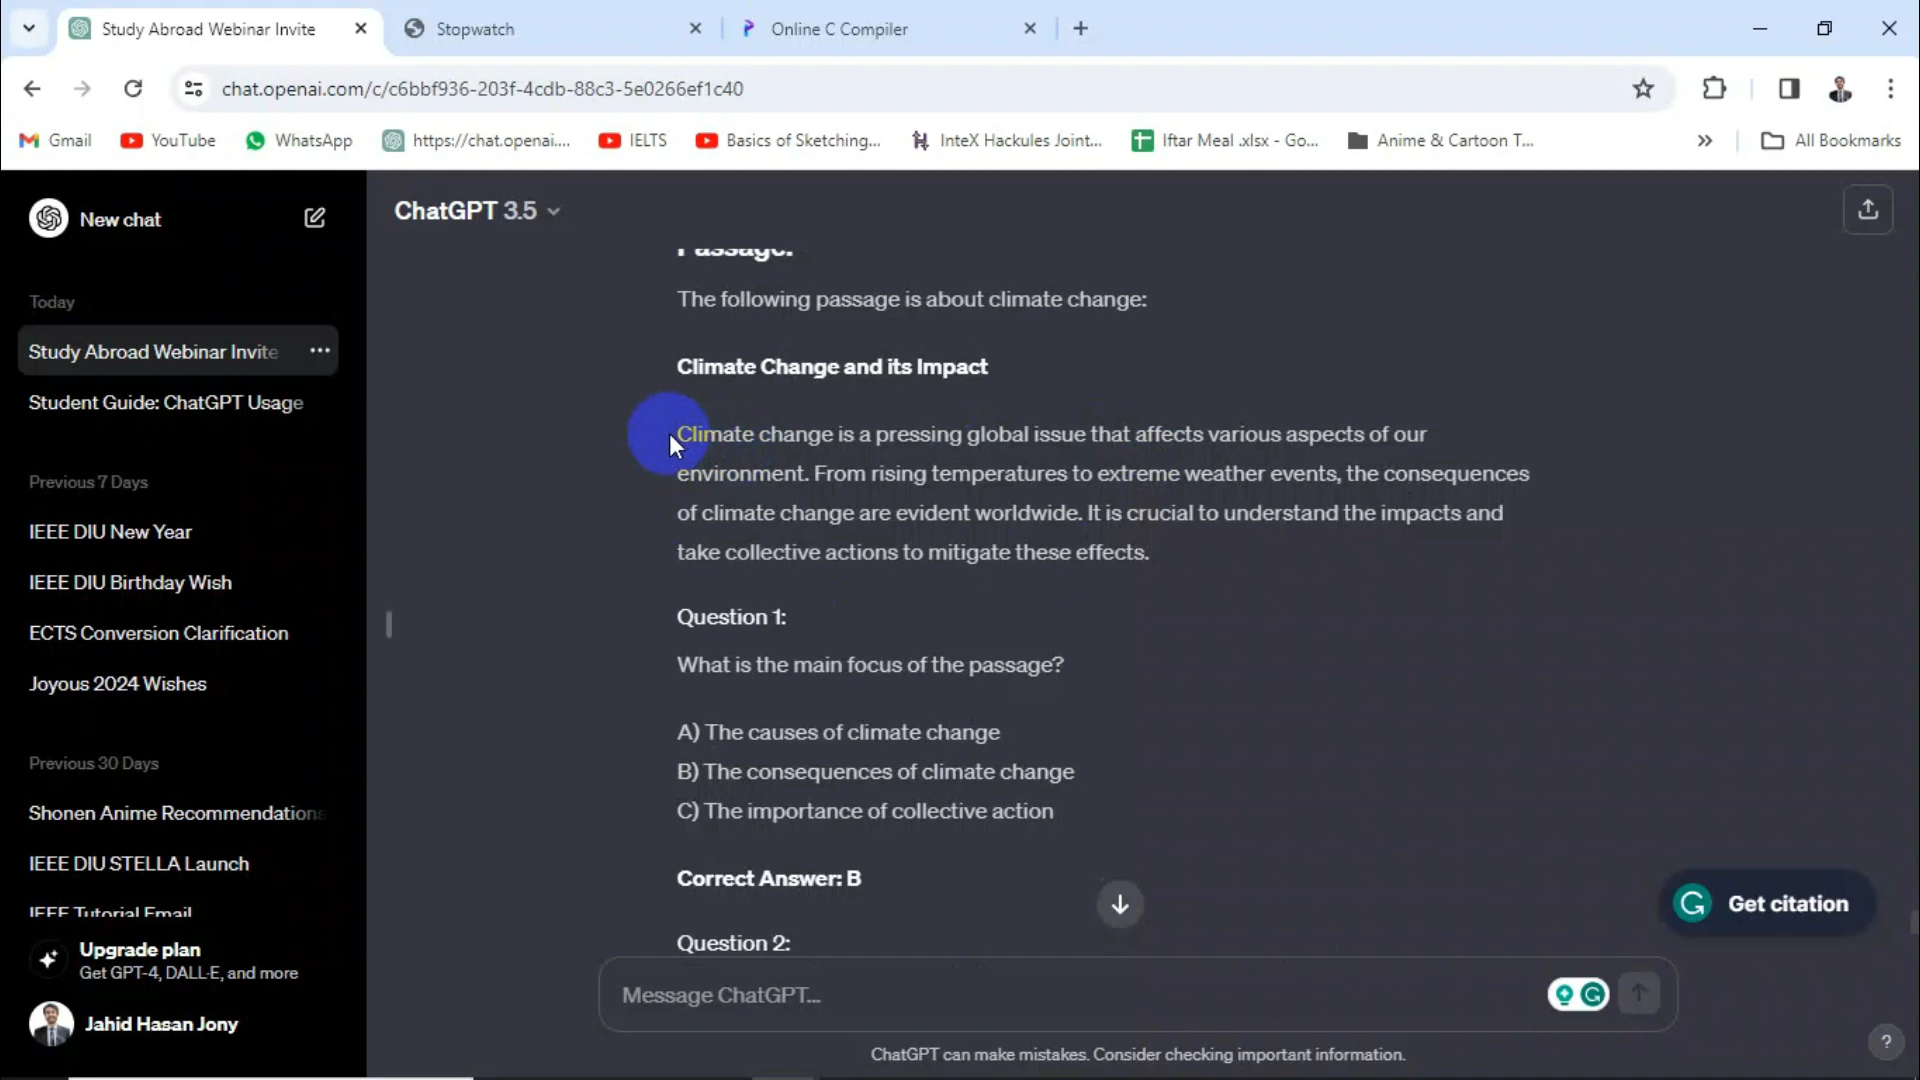 Study Abroad Webinar Invite
Stopwatch
Online C Compiler
chat.openai.com/c/c6bbf936-203f-4cdb-88c3-5e0266ef1c40
Gmail
YouTube
WhatsApp
https://chat.openai....
IELTS
Basics of Sketching...
InteX Hackules Joint...
Iftar Meal .xlsx - Go...
Anime & Cartoon T...
All Bookmarks
New chat
ChatGPT 3.5
Today
Study Abroad Webinar Invite
Student Guide: ChatGPT Usage
Previous 7 Days
IEEE DIU New Year
IEEE DIU Birthday Wish
ECTS Conversion Clarification
Joyous 2024 Wishes
Previous 30 Days
Shonen Anime Recommendations
IEEE DIU STELLA Launch
IEEE Tutorial Email
Upgrade plan
Get GPT-4, DALL·E, and more
Jahid Hasan Jony
Passage:
The following passage is about climate change:
Climate Change and its Impact
Climate change is a pressing global issue that affects various aspects of our
environment. From rising temperatures to extreme weather events, the consequences
of climate change are evident worldwide. It is crucial to understand the impacts and
take collective actions to mitigate these effects.
Question 1:
What is the main focus of the passage?
A) The causes of climate change
B) The consequences of climate change
C) The importance of collective action
Correct Answer: B
Question 2:
Get citation
Message ChatGPT...
ChatGPT can make mistakes. Consider checking important information.
?